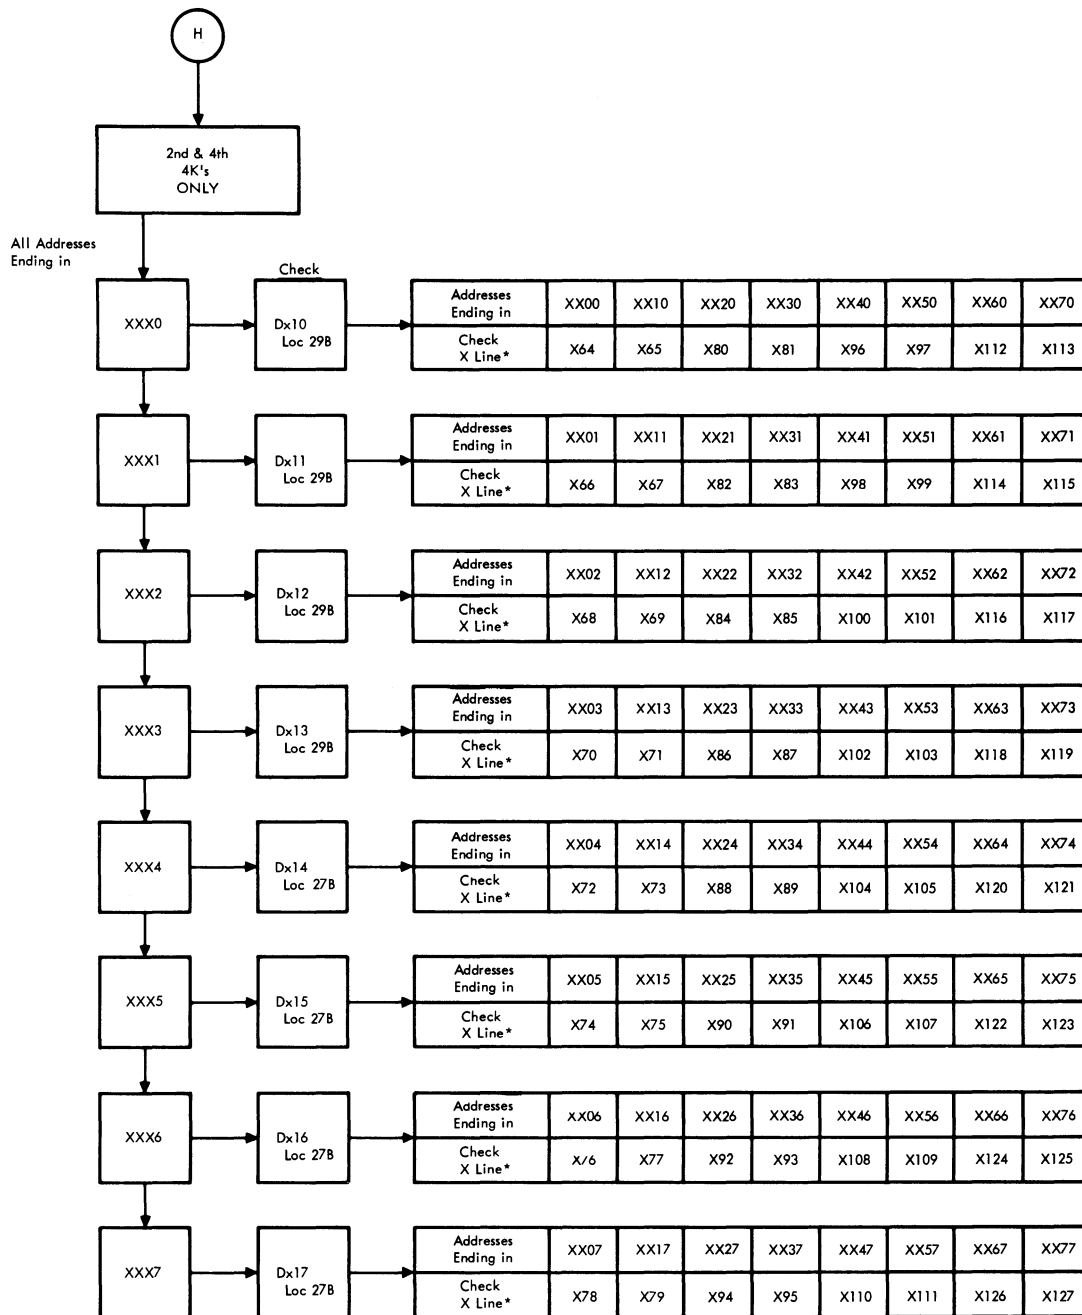 H
2nd & 4th
4K's
ONLY
All Addresses
Ending in
Check
XXX0
Dx10
Loc 29B
Addresses
Ending in
XX00 XX10 XX20 XX30 XX40 XX50 XX60 XX70
Check
X Line*
X64 X65 X80 X81 X96 X97 X112 X113
XXX1
Dx11
Loc 29B
Addresses
Ending in
XX01 XX11 XX21 XX31 XX41 XX51 XX61 XX71
Check
X Line*
X66 X67 X82 X83 X98 X99 X114 X115
XXX2
Dx12
Loc 29B
Addresses
Ending in
XX02 XX12 XX22 XX32 XX42 XX52 XX62 XX72
Check
X Line*
X68 X69 X84 X85 X100 X101 X116 X117
XXX3
Dx13
Loc 29B
Addresses
Ending in
XX03 XX13 XX23 XX33 XX43 XX53 XX63 XX73
Check
X Line*
X70 X71 X86 X87 X102 X103 X118 X119
XXX4
Dx14
Loc 27B
Addresses
Ending in
XX04 XX14 XX24 XX34 XX44 XX54 XX64 XX74
Check
X Line*
X72 X73 X88 X89 X104 X105 X120 X121
XXX5
Dx15
Loc 27B
Addresses
Ending in
XX05 XX15 XX25 XX35 XX45 XX55 XX65 XX75
Check
X Line*
X74 X75 X90 X91 X106 X107 X122 X123
XXX6
Dx16
Loc 27B
Addresses
Ending in
XX06 XX16 XX26 XX36 XX46 XX56 XX66 XX76
Check
X Line*
X/6 X77 X92 X93 X108 X109 X124 X125
XXX7
Dx17
Loc 27B
Addresses
Ending in
XX07 XX17 XX27 XX37 XX47 XX57 XX67 XX77
Check
X Line*
X78 X79 X94 X95 X110 X111 X126 X127